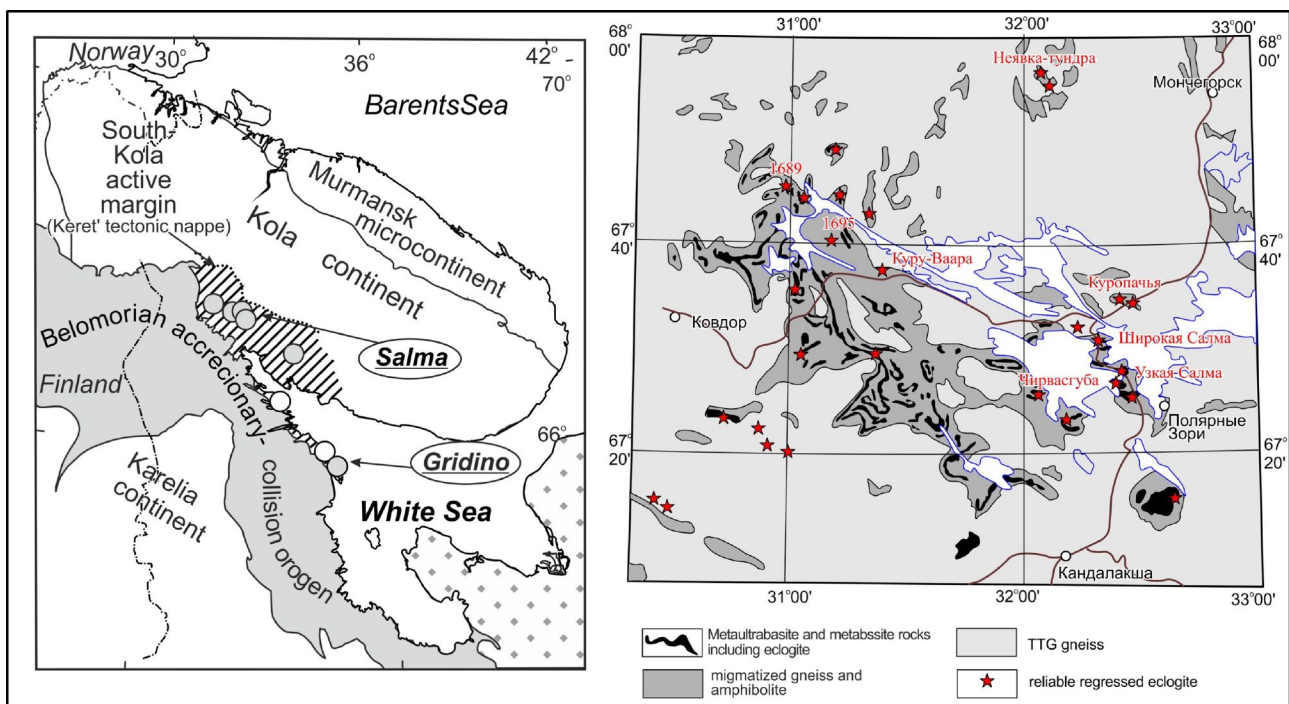 Norway
30°
36°
42°
70°
BarentsSea
South-
Kola
active
margin
(Keret' tectonic nappe)
Murmansk
microcontinent
Kola
continent
Belomorian accrecionary-
collision orogen
Salma
Finland
66°
Gridino
Karelia
continent
White Sea
31°00'
32°00'
33°00'
68°
00'
68°
00'
Неявка-тундра
Мончегорск
1689
67°
40'
1695
67°
40'
Куру-Ваара
Куропачья
Ковдор
Широкая Салма
Чирвасгуба
Узкая Салма
Полярные
Зори
67°
20'
67°
20'
Кандалакша
31°00'
32°00'
33°00'
Metaultrabasite and metabssite rocks
including eclogite
TTG gneiss
migmatized gneiss and
amphibolite
reliable regressed eclogite